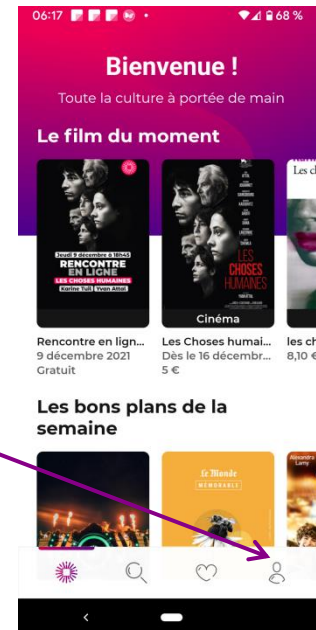 06:17
68 %
Bienvenue !
Toute la culture à portée de main
Le film du moment
Jeudi 9 décembre à 18h45
RENCONTRE
EN LIGNE
LES CHOSES HUMAINES
Karine Tuil | Yvan Attal
LES
CHOSES
HUMAINES
Cinéma
Les ch
Rencontre en lign...
9 décembre 2021
Gratuit
Les Choses humai...
Dès le 16 décembr...
5 €
les ch
8,10 €
Les bons plans de la
semaine
Le Monde
MÉMORABLE
Alexandra
Lamy